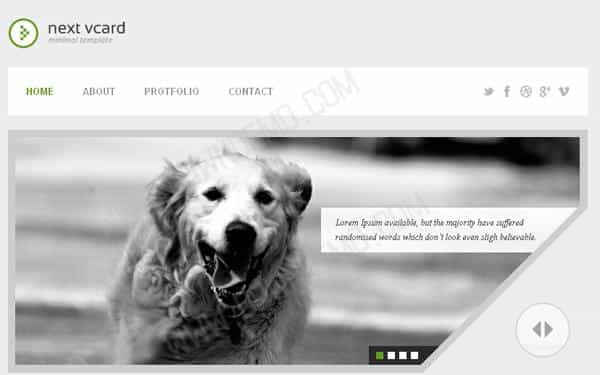 next vcard
minimal template
HOME ABOUT PROTFOLIO CONTACT
Lorem Ipsum available, but the majority have suffered
randomised words which don't look even sligh believable.